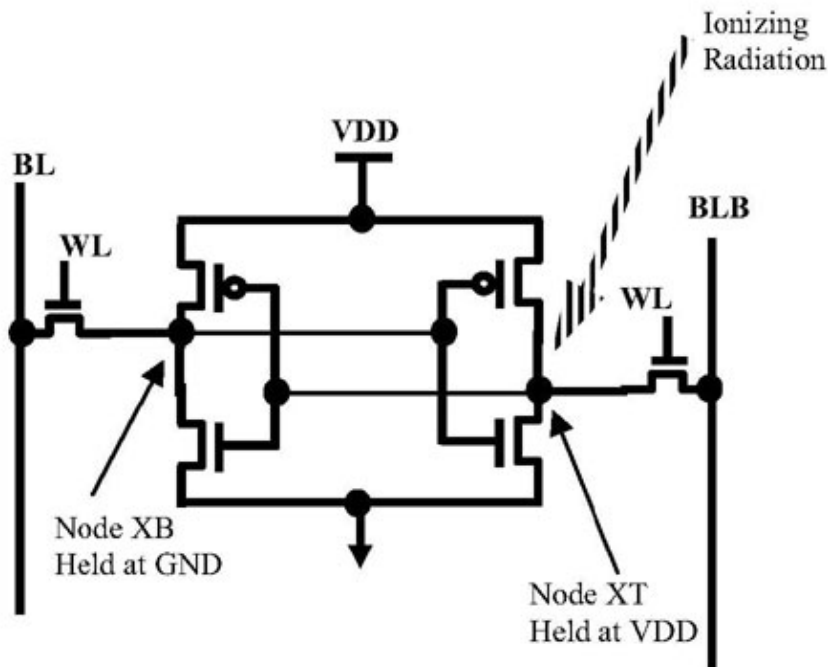 Ionizing
Radiation
VDD
BL
BLB
WL
WL
Node XB
Held at GND
Node XT
Held at VDD